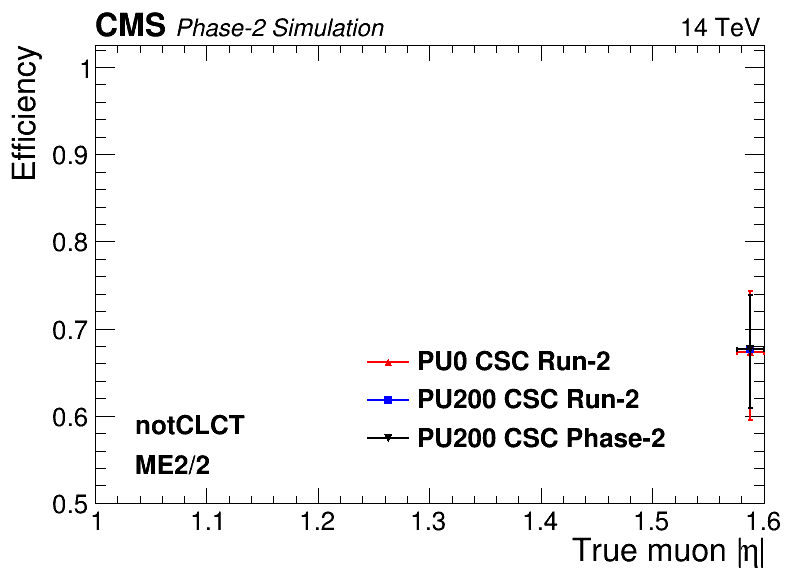 CMS Phase-2 Simulation 14 TeV
Efficiency
1
0.9
0.8
0.7
0.6
0.5
PU0 CSC Run-2
PU200 CSC Run-2
PU200 CSC Phase-2
notCLCT
ME2/2
1 1.1 1.2 1.3 1.4 1.5 1.6
True muon |η|